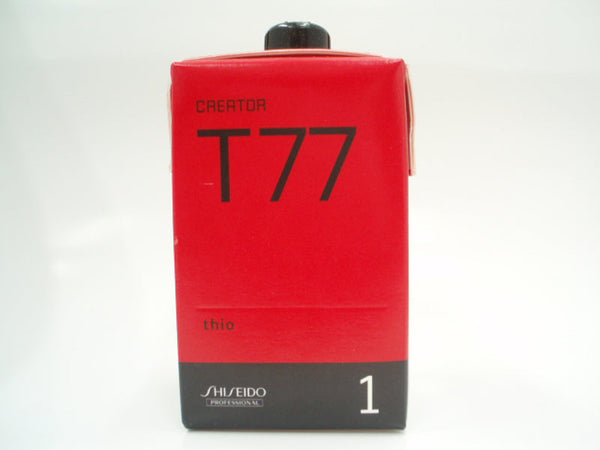 CREATOR
T77
thio
SHISEIDO
PROFESSIONAL
1